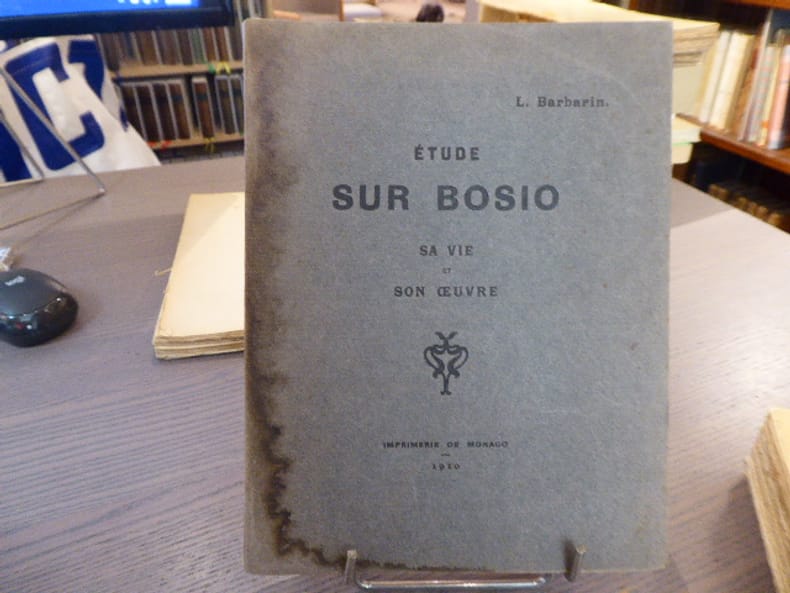 L. Barbarin.
ÉTUDE
SUR BOSIO
SA VIE
ET
SON ŒUVRE
IMPRIMERIE DE MONACO
1910